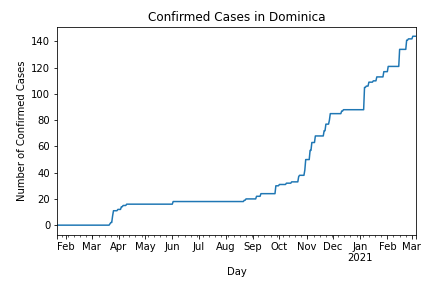 Confirmed Cases in Dominica
140
120
100
80
60
40
20
0
Number of Confirmed Cases
Feb Mar Apr May Jun Jul Aug Sep Oct Nov Dec Jan Feb Mar
2021
Day